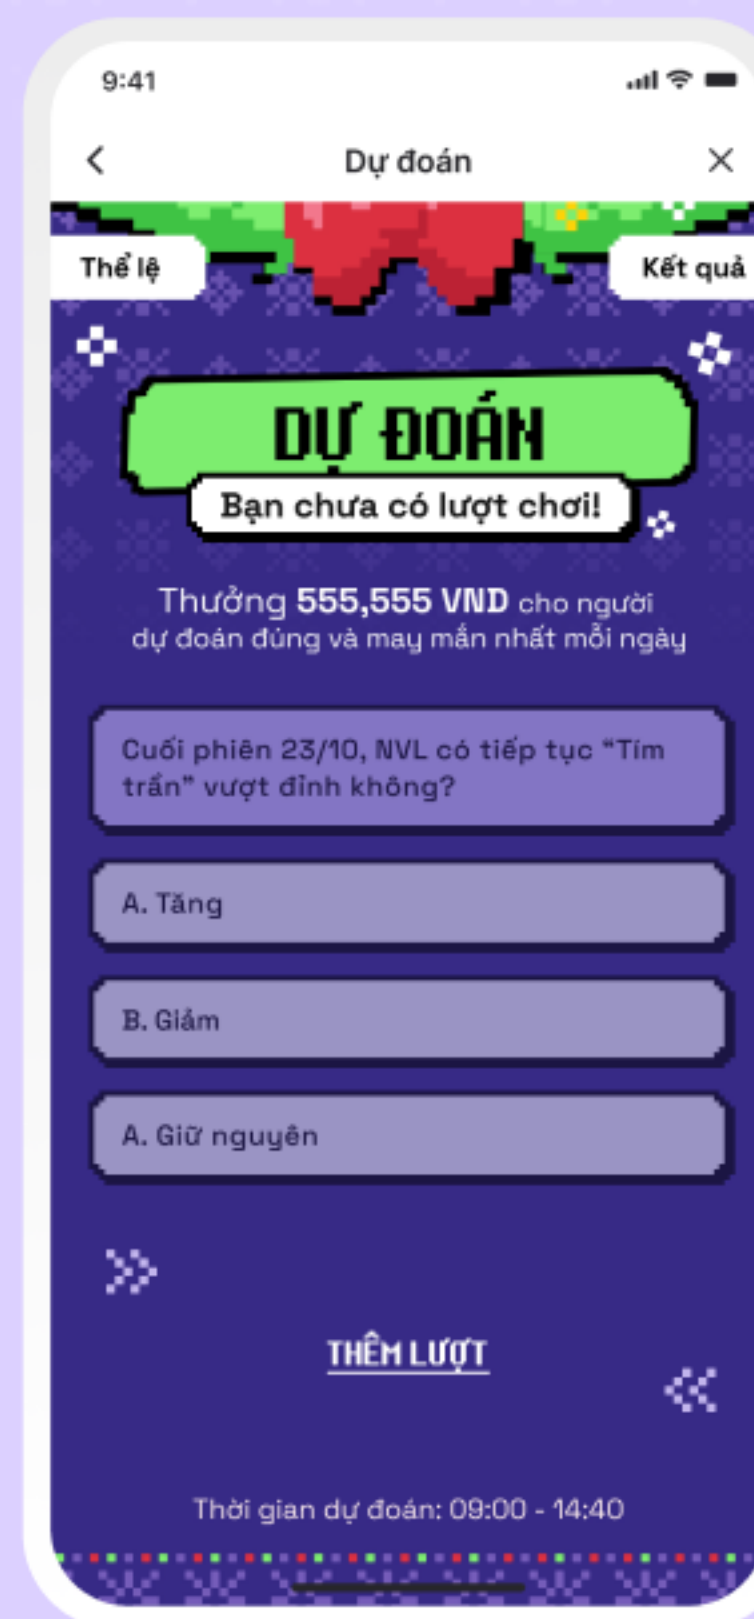 9:41
Dự đoán
Thể lệ
Kết quả
DỰ ĐOÁN
Bạn chưa có lượt chơi!
Thưởng 555,555 VND cho người
dự đoán đúng và may mắn nhất mỗi ngày
Cuối phiên 23/10, NVL có tiếp tục “Tím
trần” vượt đỉnh không?
A. Tăng
B. Giảm
A. Giữ nguyên
THÊM LƯỢT
Thời gian dự đoán: 09:00 - 14:40